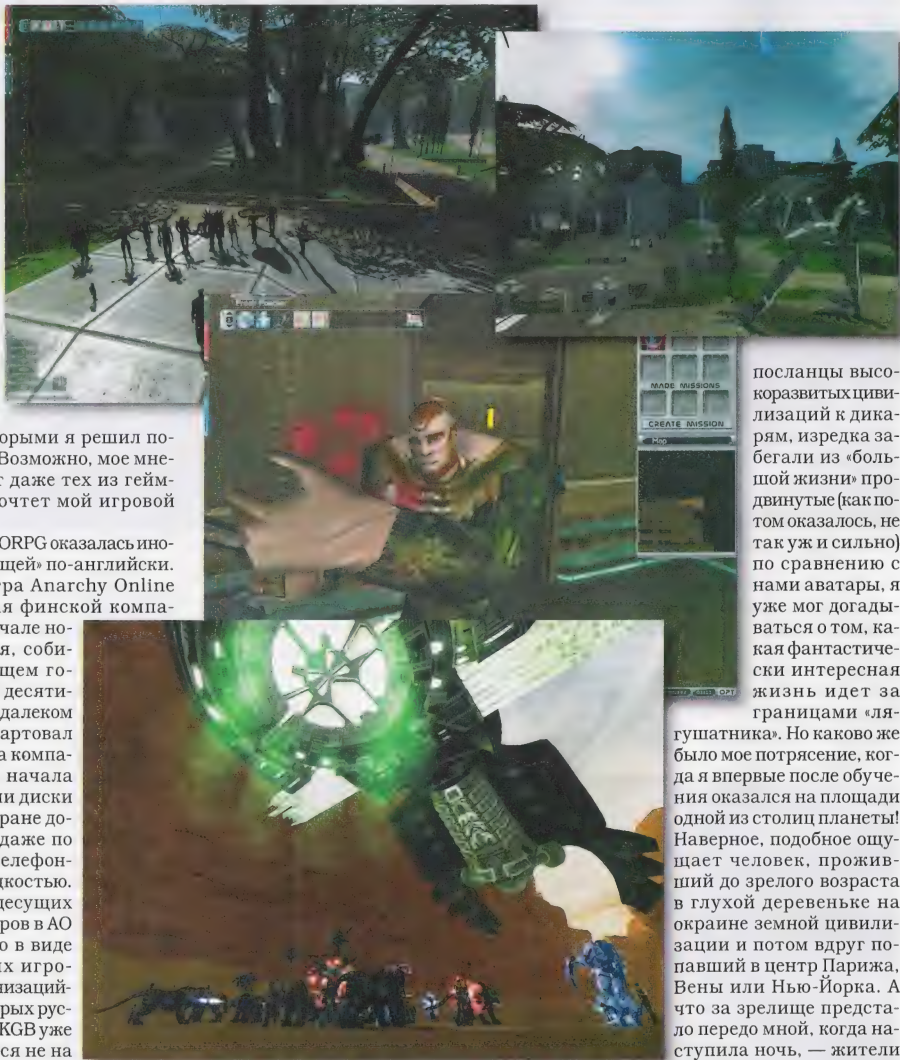 орыми я решил по-
Возможно, мое мне-
т даже тех из гейм-
очтет мой игровой
ORPG оказалась ино-
щей» по-английски.
гра Anarchy Online
ая финской компа-
чале но-
я, соби-
щем го-
десяти-
далеком
артовал
а компа-
начала
ли диски
ране до-
даже по
елефон-
дкостью.
десущих
ров в АО
о в виде
х игро-
низаций-
рых рус-
KGB уже
ся не на
MADE MISSIONS
CREATE MISSION
Map
OPT
посланцы высо-
коразвитых циви-
лизаций к дика-
рям, изредка за-
бегали из «боль-
шой жизни» про-
двинутые (как по-
том оказалось, не
так уж и сильно)
по сравнению с
нами аватары, я
уже мог догады-
ваться о том, ка-
кая фантастиче-
ски интересная
жизнь идет за
границами «ля-
гушатника». Но каково же
было мое потрясение, ког-
да я впервые после обуче-
ния оказался на площади
одной из столиц планеты!
Наверное, подобное ощу-
щает человек, прожив-
ший до зрелого возраста
в глухой деревеньке на
окраине земной цивили-
зации и потом вдруг по-
павший в центр Парижа,
Вены или Нью-Йорка. А
что за зрелище предста-
ло передо мной, когда на-
ступила ночь, — жители